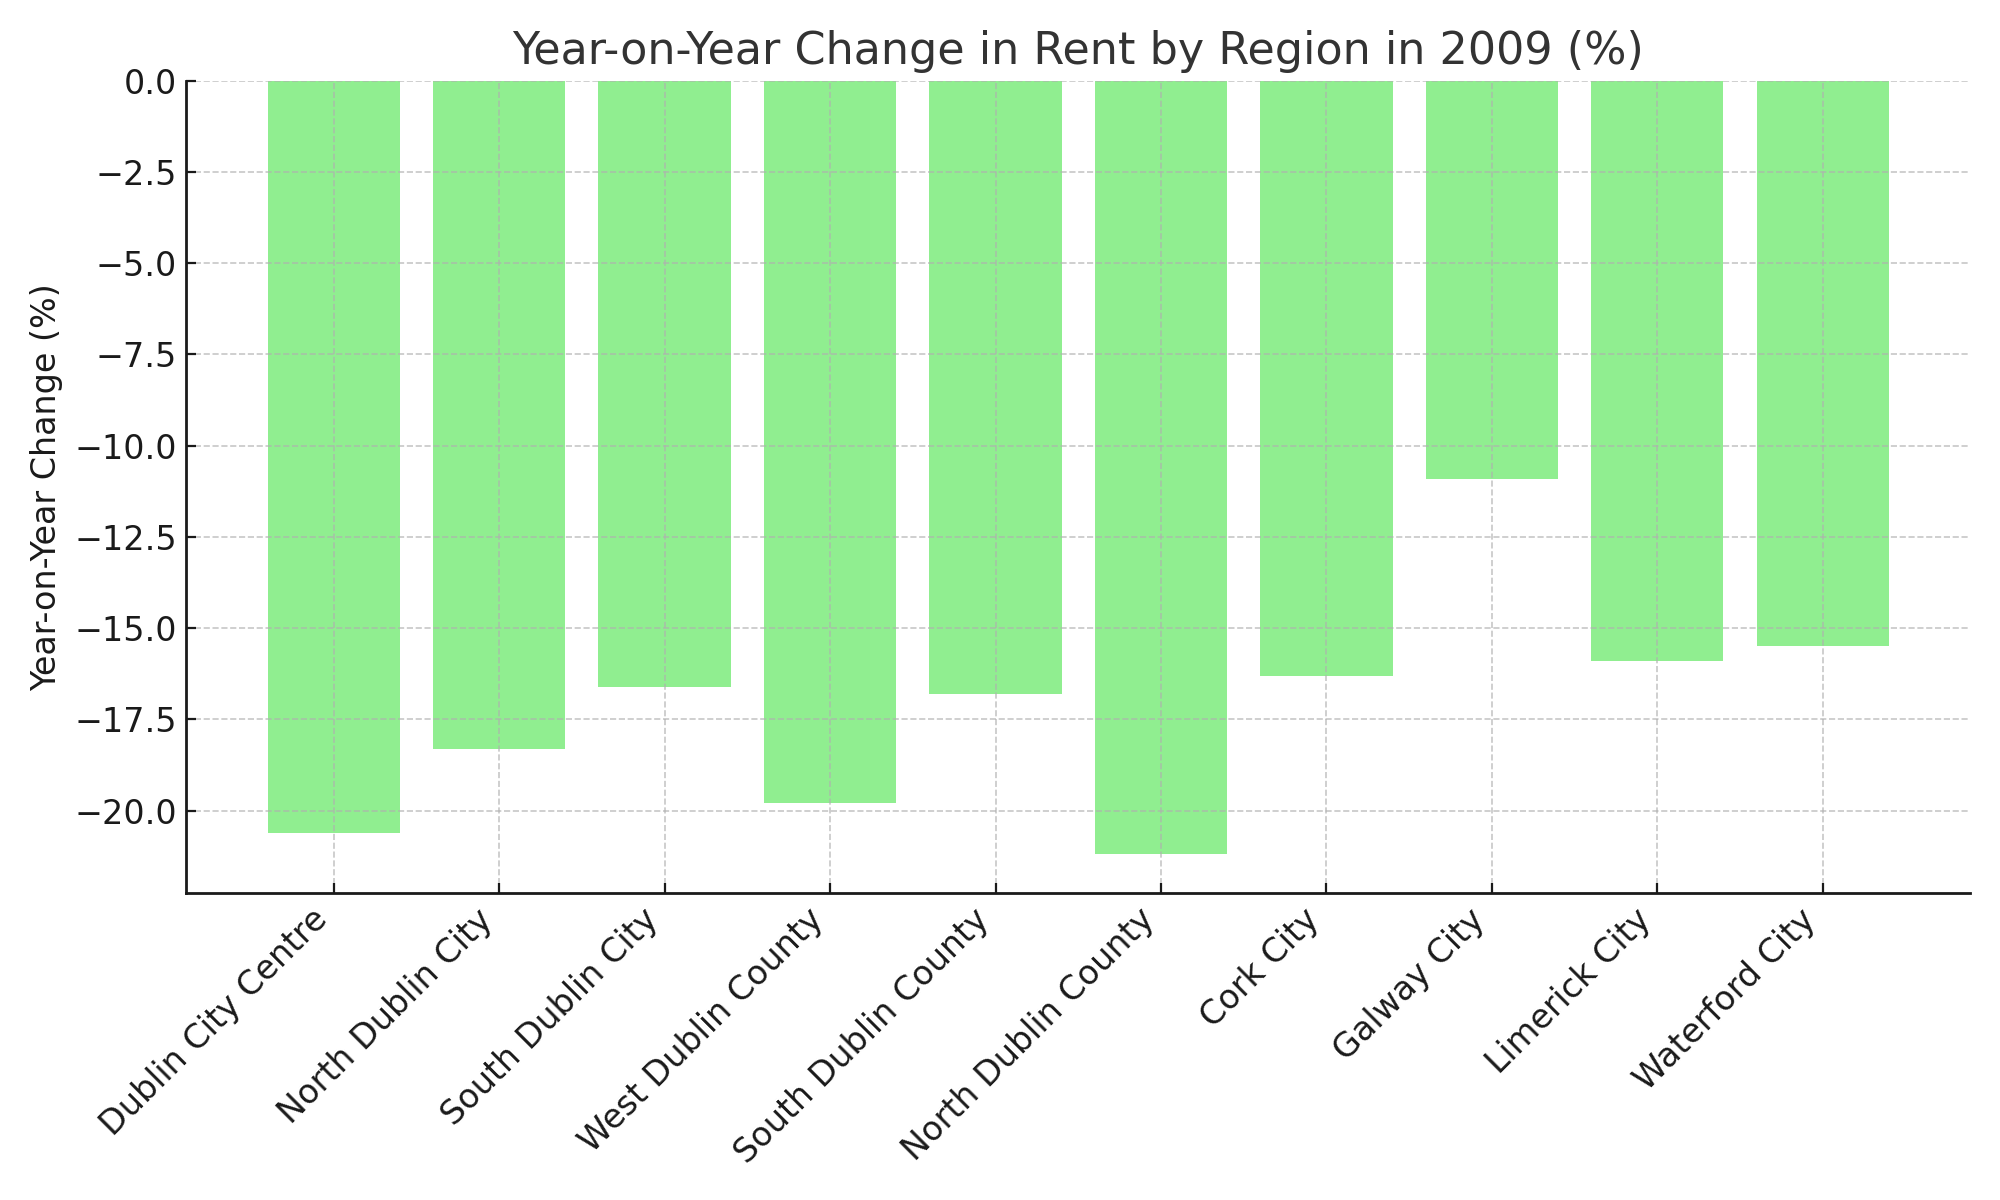 Year-on-Year Change in Rent by Region in 2009 (%)
Year-on-Year Change (%)
0.0
−2.5
−5.0
−7.5
−10.0
−12.5
−15.0
−17.5
−20.0
Dublin City Centre
North Dublin City
South Dublin City
West Dublin County
South Dublin County
North Dublin County
Cork City
Galway City
Limerick City
Waterford City